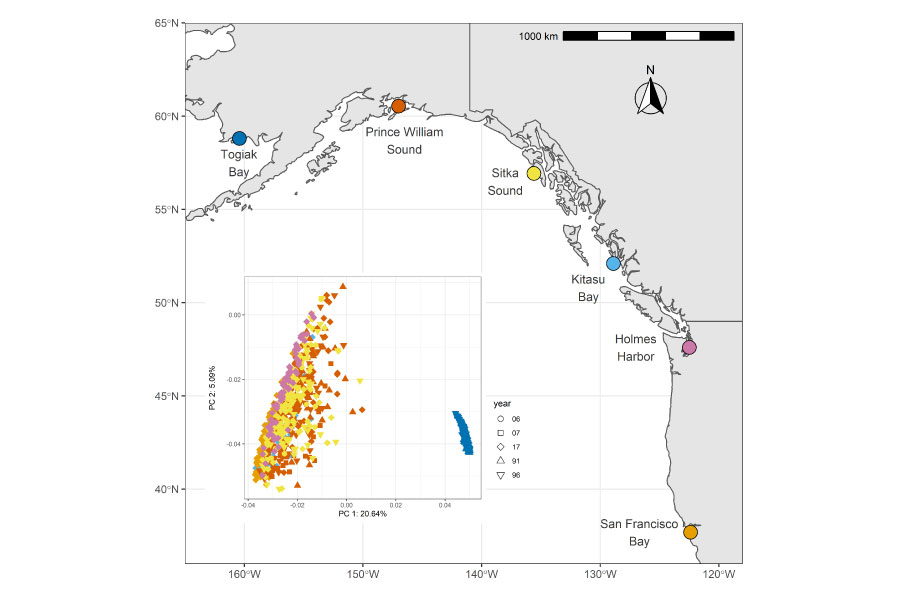 65°N
60°N
55°N
50°N
45°N
40°N
160°W
150°W
140°W
130°W
120°W
1000 km
N
Togiak
Bay
Prince William
Sound
Sitka
Sound
Kitasu
Bay
Holmes
Harbor
San Francisco
Bay
PC 2: 5.09%
0.00
-0.02
-0.04
-0.04
-0.02
0.00
0.02
0.04
PC 1: 20.64%
year
06
07
17
91
96